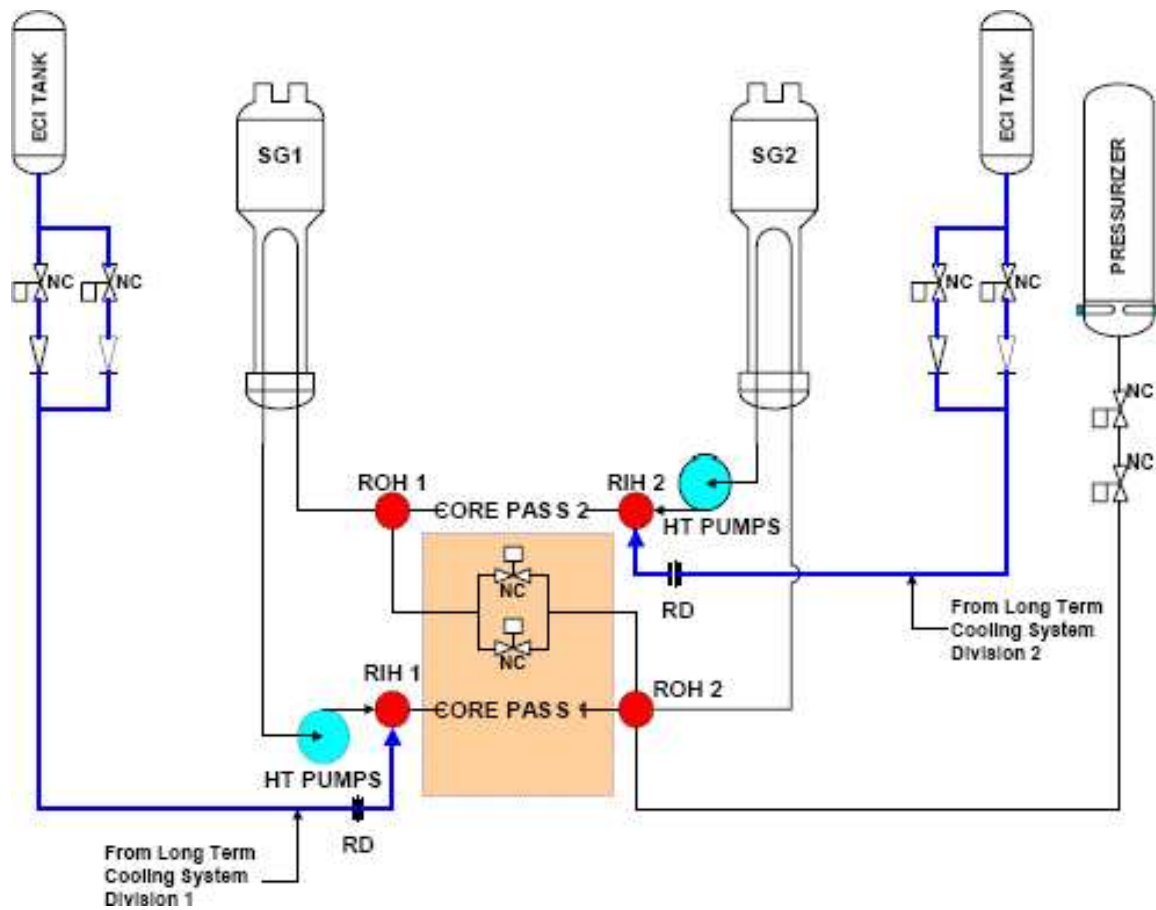 ECI TANK
ECI TANK
PRESSURIZER
SG1
SG2
NC
NC
NC
NC
NC
NC
ROH 1
RIH 2
CORE PASS 2
HT PUMPS
NC
NC
RD
From Long Term
Cooling System
Division 2
RIH 1
ROH 2
CORE PASS 1
HT PUMPS
RD
From Long Term
Cooling System
Division 1